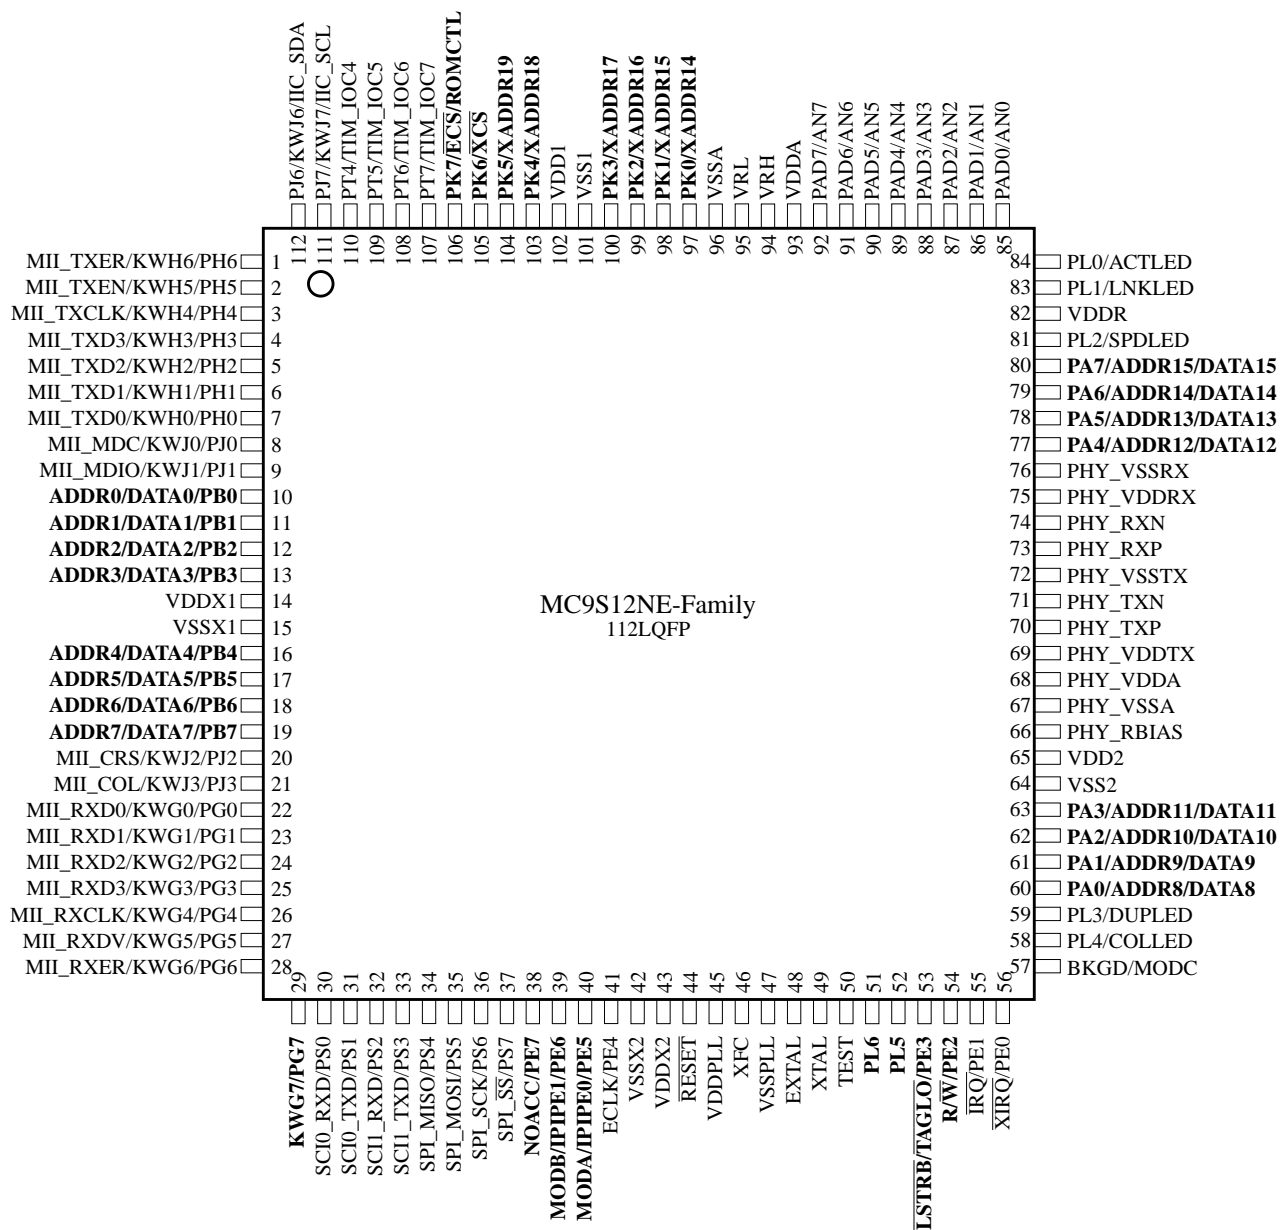 PJ6/KWJ6/IIC_SDA
PJ7/KWJ7/IIC_SCL
PT4/TIM_IOC4
PT5/TIM_IOC5
PT6/TIM_IOC6
PT7/TIM_IOC7
PK7/ECS/ROMCTL
PK6/XCS
PK5/XADDR19
PK4/XADDR18
VDD1
VSS1
PK3/XADDR17
PK2/XADDR16
PK1/XADDR15
PK0/XADDR14
VSSA
VRL
VRH
VDDA
PAD7/AN7
PAD6/AN6
PAD5/AN5
PAD4/AN4
PAD3/AN3
PAD2/AN2
PAD1/AN1
PAD0/AN0
112
111
110
109
108
107
106
105
104
103
102
101
100
99
98
97
96
95
94
93
92
91
90
89
88
87
86
85
MII_TXER/KWH6/PH6 1
MII_TXEN/KWH5/PH5 2
MII_TXCLK/KWH4/PH4 3
MII_TXD3/KWH3/PH3 4
MII_TXD2/KWH2/PH2 5
MII_TXD1/KWH1/PH1 6
MII_TXD0/KWH0/PH0 7
MII_MDC/KWJ0/PJ0 8
MII_MDIO/KWJ1/PJ1 9
ADDR0/DATA0/PB0 10
ADDR1/DATA1/PB1 11
ADDR2/DATA2/PB2 12
ADDR3/DATA3/PB3 13
VDDX1 14
VSSX1 15
ADDR4/DATA4/PB4 16
ADDR5/DATA5/PB5 17
ADDR6/DATA6/PB6 18
ADDR7/DATA7/PB7 19
MII_CRS/KWJ2/PJ2 20
MII_COL/KWJ3/PJ3 21
MII_RXD0/KWG0/PG0 22
MII_RXD1/KWG1/PG1 23
MII_RXD2/KWG2/PG2 24
MII_RXD3/KWG3/PG3 25
MII_RXCLK/KWG4/PG4 26
MII_RXDV/KWG5/PG5 27
MII_RXER/KWG6/PG6 28
MC9S12NE-Family
112LQFP
84 PL0/ACTLED
83 PL1/LNKLED
82 VDDR
81 PL2/SPDLED
80 PA7/ADDR15/DATA15
79 PA6/ADDR14/DATA14
78 PA5/ADDR13/DATA13
77 PA4/ADDR12/DATA12
76 PHY_VSSRX
75 PHY_VDDRX
74 PHY_RXN
73 PHY_RXP
72 PHY_VSSTX
71 PHY_TXN
70 PHY_TXP
69 PHY_VDDTX
68 PHY_VDDA
67 PHY_VSSA
66 PHY_RBIAS
65 VDD2
64 VSS2
63 PA3/ADDR11/DATA11
62 PA2/ADDR10/DATA10
61 PA1/ADDR9/DATA9
60 PA0/ADDR8/DATA8
59 PL3/DUPLED
58 PL4/COLLED
57 BKGD/MODC
29
30
31
32
33
34
35
36
37
38
39
40
41
42
43
44
45
46
47
48
49
50
51
52
53
54
55
56
KWG7/PG7
SCI0_RXD/PS0
SCI0_TXD/PS1
SCI1_RXD/PS2
SCI1_TXD/PS3
SPI_MISO/PS4
SPI_MOSI/PS5
SPI_SCK/PS6
SPI_SS/PS7
NOACC/PE7
MODB/IPIPE1/PE6
MODA/IPIPE0/PE5
ECLK/PE4
VSSX2
VDDX2
RESET
VDDPLL
XFC
VSSPLL
EXTAL
XTAL
TEST
PL6
PL5
LSTRB/TAGLO/PE3
R/W/PE2
IRQ/PE1
XIRQ/PE0